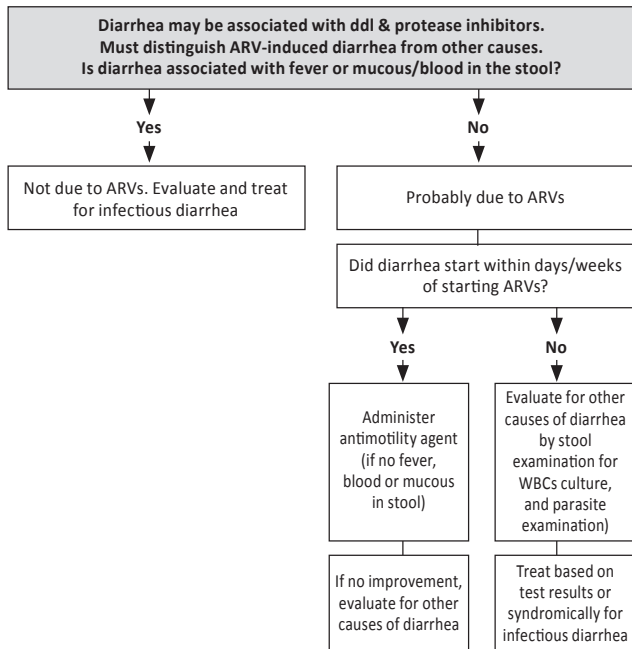 Diarrhea may be associated with ddl & protease inhibitors.
Must distinguish ARV-induced diarrhea from other causes.
Is diarrhea associated with fever or mucous/blood in the stool?
Yes
No
Not due to ARVs. Evaluate and treat
for infectious diarrhea
Probably due to ARVs
Did diarrhea start within days/weeks
of starting ARVs?
Yes
No
Administer
antimotility agent
(if no fever,
blood or mucous
in stool)
Evaluate for other
causes of diarrhea
by stool
examination for
WBCs culture,
and parasite
examination)
If no improvement,
evaluate for other
causes of diarrhea
Treat based on
test results or
syndromically for
infectious diarrhea